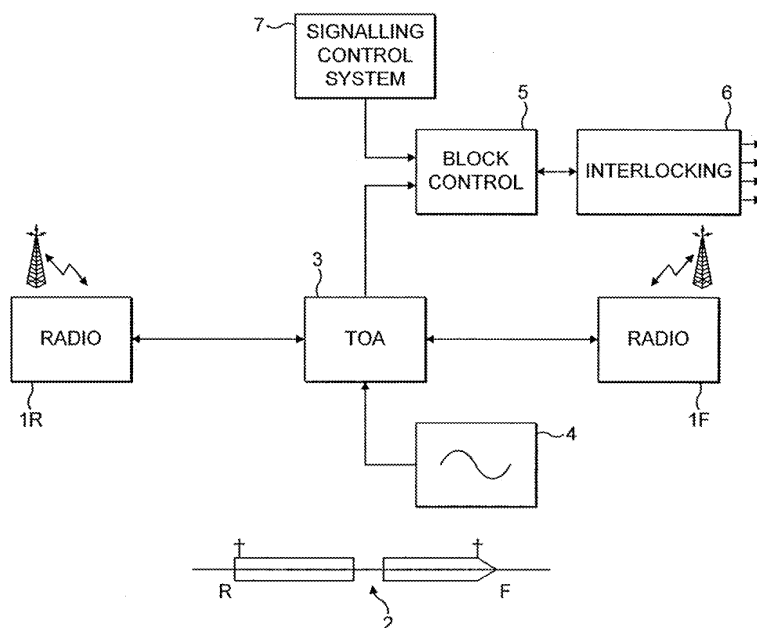 7
SIGNALLING
CONTROL
SYSTEM
5
BLOCK
CONTROL
6
INTERLOCKING
3
RADIO
TOA
RADIO
1R
1F
4
R
F
2